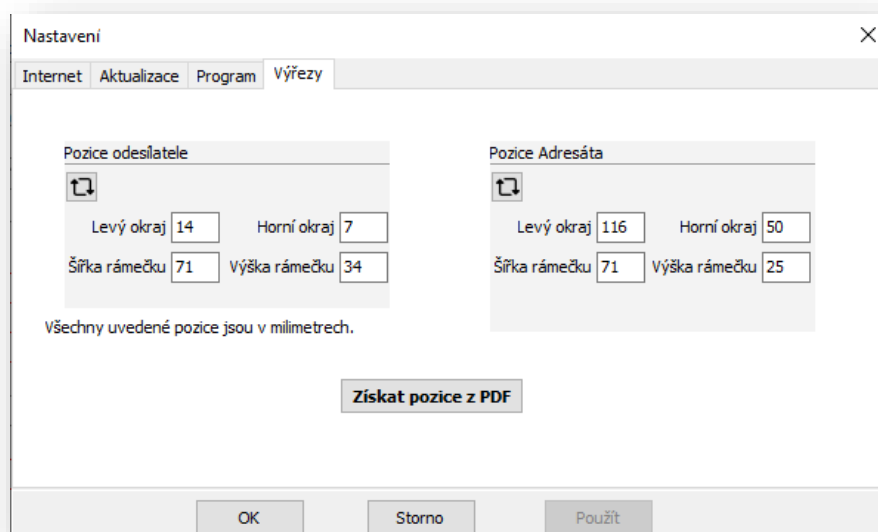 Nastavení
Internet Aktualizace Program Výřezy
Pozice odesílatele Pozice Adresáta
Levý okraj 14 Horní okraj 7 Levý okraj 116 Horní okraj 50
Šířka rámečku 71 Výška rámečku 34 Šířka rámečku 71 Výška rámečku 25
Všechny uvedené pozice jsou v milimetrech.
Získat pozice z PDF
OK Storno Použít